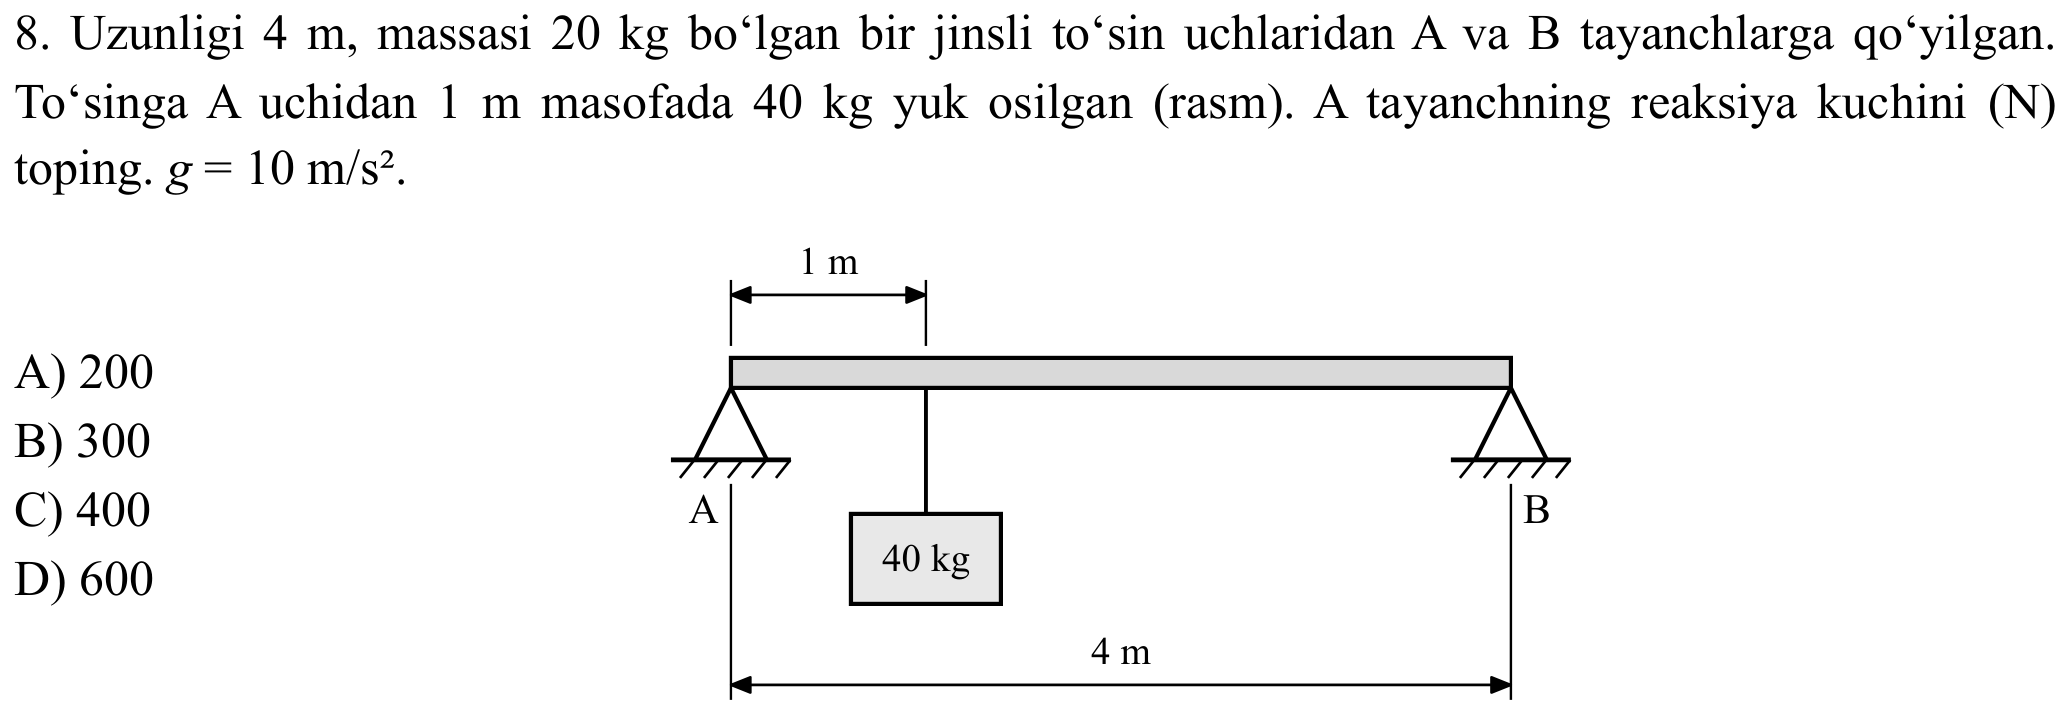 8. Uzunligi 4 m, massasi 20 kg bo‘lgan bir jinsli to‘sin uchlaridan A va B tayanchlarga qo‘yilgan.
To‘singa A uchidan 1 m masofada 40 kg yuk osilgan (rasm). A tayanchning reaksiya kuchini (N)
toping. g = 10 m/s².
1 m
A) 200
B) 300
C) 400
D) 600
A
B
40 kg
4 m